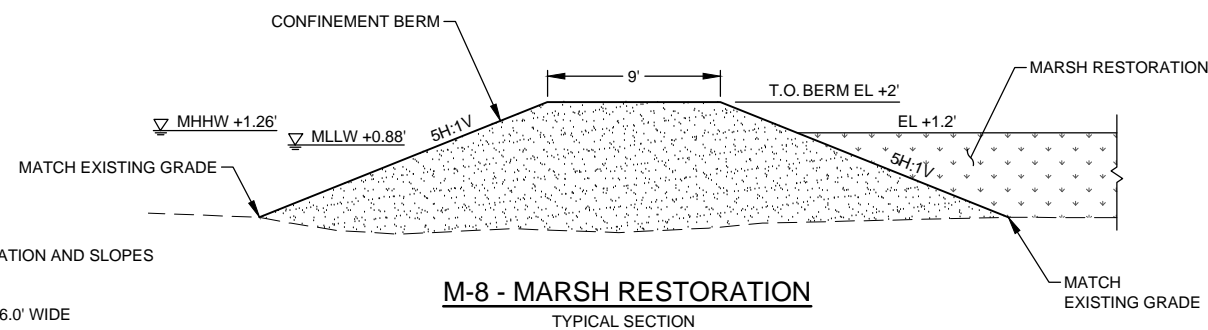 CONFINEMENT BERM
9'
MARSH RESTORATION
T.O. BERM EL +2'
MHHW +1.26'
MLLW +0.88'
5H:1V
EL +1.2'
5H:1V
MATCH EXISTING GRADE
ATION AND SLOPES
6.0' WIDE
M-8 - MARSH RESTORATION
TYPICAL SECTION
MATCH
EXISTING GRADE